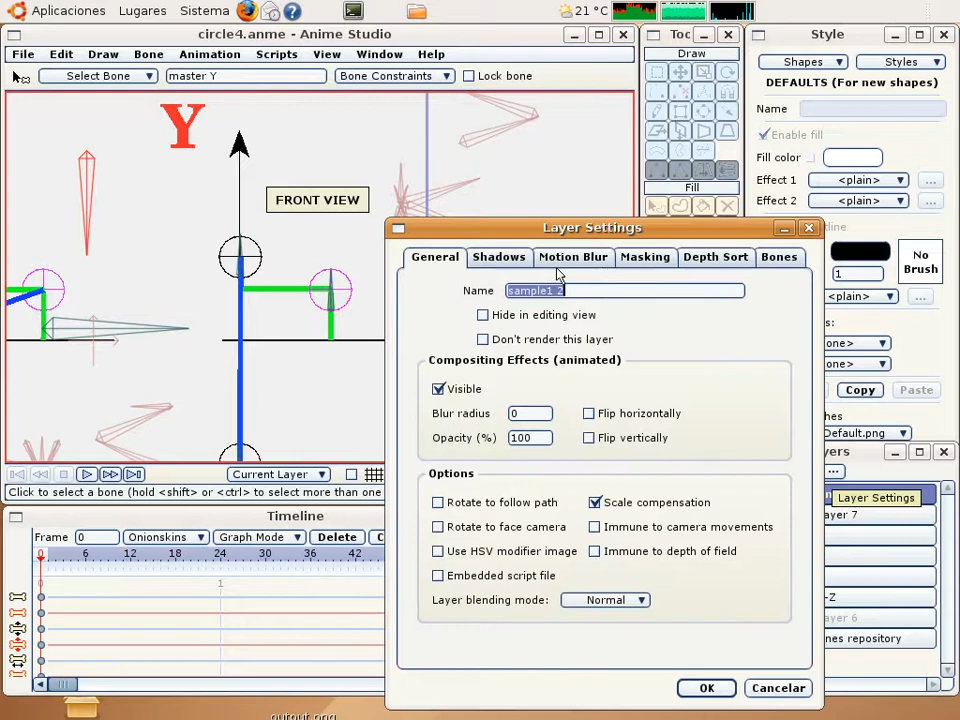 Aplicaciones Lugares Sistema 21 °C
circle4.anme - Anime Studio
File Edit Draw Bone Animation Scripts View Window Help
Select Bone master Y Bone Constraints Lock bone
Y
FRONT VIEW
Current Layer
Click to select a bone (hold <shift> or <ctrl> to select more than one
Draw
Fill
Style
Shapes Styles
DEFAULTS (For new shapes)
Name
Enable fill
Fill color
Effect 1 <plain> ...
Effect 2 <plain> ...
1
No
Brush
<plain> ...
Copy Paste
Default.png
...
Layer Settings
ayer 7
-Z
yer 6
nes repository
Layer Settings
General Shadows Motion Blur Masking Depth Sort Bones
Name sample1 2
Hide in editing view
Don't render this layer
Compositing Effects (animated)
Visible
Blur radius 0 Flip horizontally
Opacity (%) 100 Flip vertically
Options
Rotate to follow path Scale compensation
Rotate to face camera Immune to camera movements
Use HSV modifier image Immune to depth of field
Embedded script file
Layer blending mode: Normal
OK Cancelar
Timeline
Frame 0 Onionskins Graph Mode Delete C
0 6 12 18 24 30 36 42
0 1
output.png